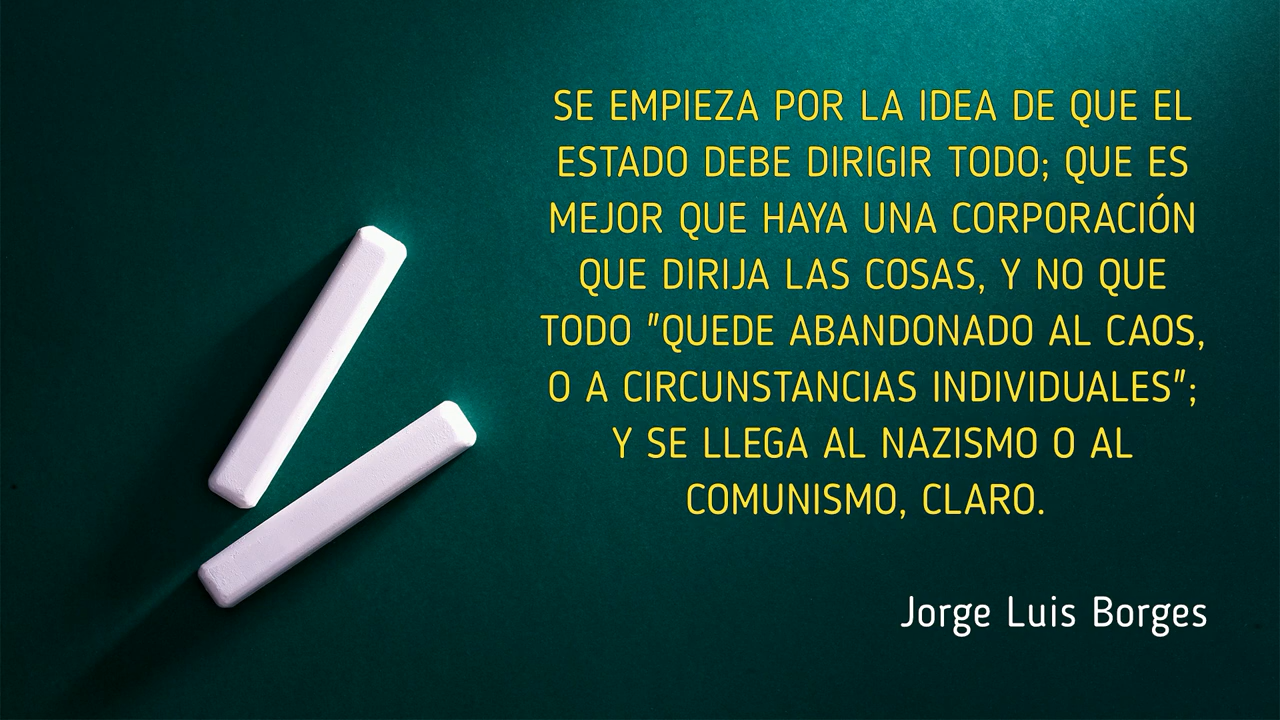 SE EMPIEZA POR LA IDEA DE QUE EL
ESTADO DEBE DIRIGIR TODO; QUE ES
MEJOR QUE HAYA UNA CORPORACIÓN
QUE DIRIJA LAS COSAS, Y NO QUE
TODO "QUEDE ABANDONADO AL CAOS,
O A CIRCUNSTANCIAS INDIVIDUALES";
Y SE LLEGA AL NAZISMO O AL
COMUNISMO, CLARO.
Jorge Luis Borges